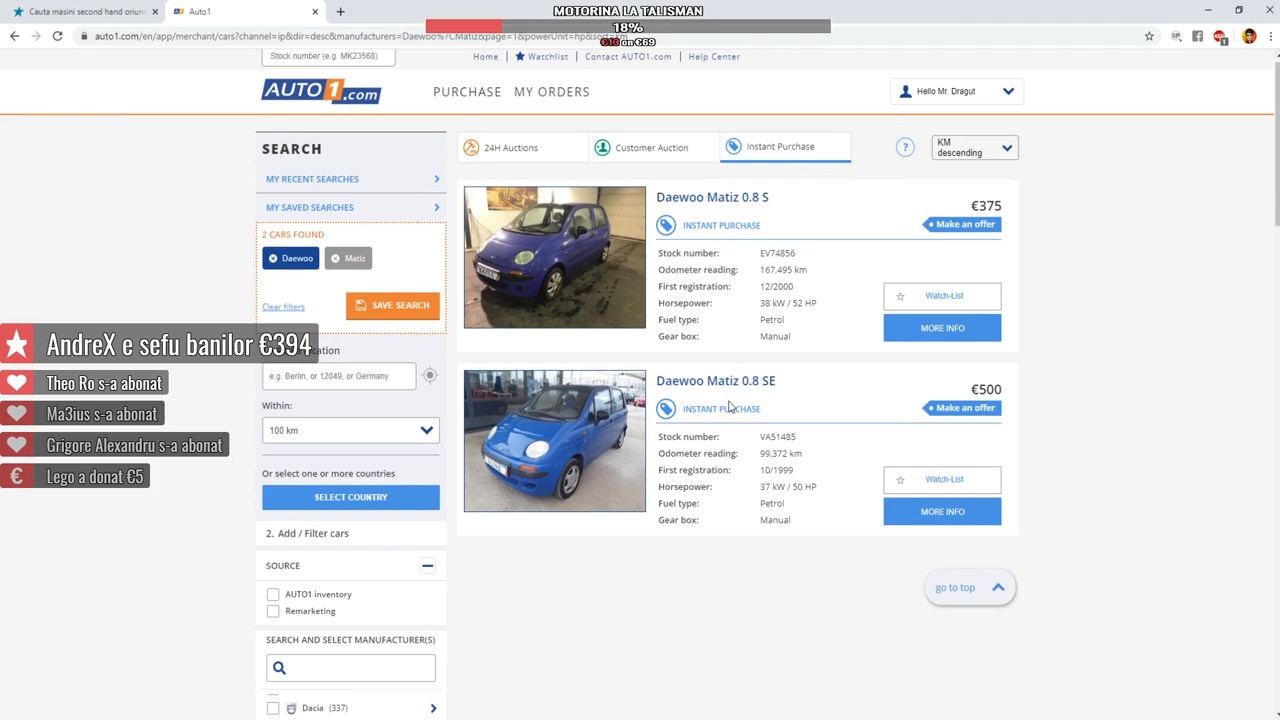 Cauta masini second hand oriun
Auto1
MOTORINA LA TALISMAN
18%
auto1.com/en/app/merchant/cars?channel=ip&dir=desc&manufacturers=Daewoo%7CMatiz&page=1&powerUnit=hp&sort=km
Stock number (e.g. MK23568)
Home
Watchlist
Contact AUTO1.com
Help Center
AUTO1.com
PURCHASE
MY ORDERS
Hello Mr. Dragut
SEARCH
MY RECENT SEARCHES
MY SAVED SEARCHES
2 CARS FOUND
Daewoo
Matiz
Clear filters
SAVE SEARCH
AndreX e sefu banilor €394
Theo Ro s-a abonat
Ma3ius s-a abonat
Grigore Alexandru s-a abonat
Lego a donat €5
e.g. Berlin, or 12049, or Germany
Within:
100 km
Or select one or more countries
SELECT COUNTRY
2. Add / Filter cars
SOURCE
AUTO1 inventory
Remarketing
SEARCH AND SELECT MANUFACTURER(S)
Dacia (337)
24H Auctions
Customer Auction
Instant Purchase
?
KM
descending
Daewoo Matiz 0.8 S
€375
INSTANT PURCHASE
Make an offer
Stock number: EV74856
Odometer reading: 167,495 km
First registration: 12/2000
Horsepower: 38 kW / 52 HP
Fuel type: Petrol
Gear box: Manual
Watch-List
MORE INFO
Daewoo Matiz 0.8 SE
€500
INSTANT PURCHASE
Make an offer
Stock number: VA51485
Odometer reading: 99,372 km
First registration: 10/1999
Horsepower: 37 kW / 50 HP
Fuel type: Petrol
Gear box: Manual
Watch-List
MORE INFO
go to top